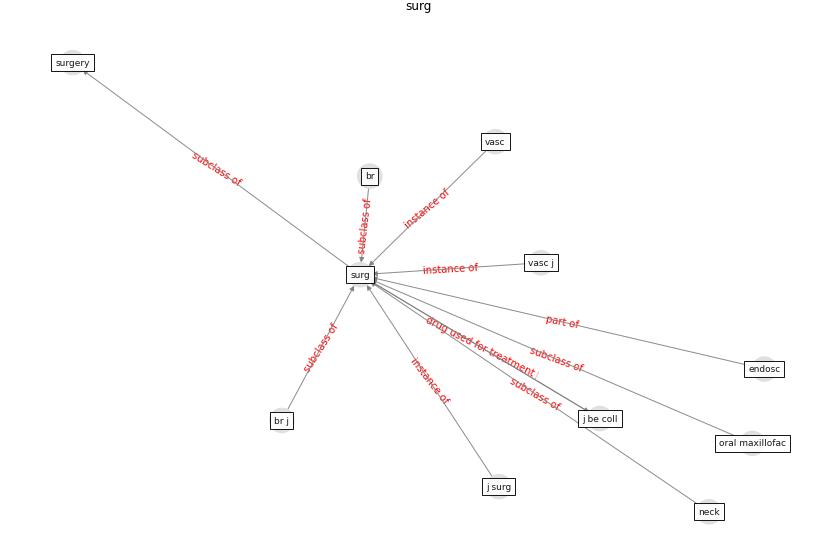 surg
surgery
subclass of
vasc
br
instance of
subclass of
vasc j
instance of
surg
part of
drug used for treatment
subclass of
subclass of
endosc
subclass of
instance of
br j
j be coll
oral maxillofac
j surg
neck